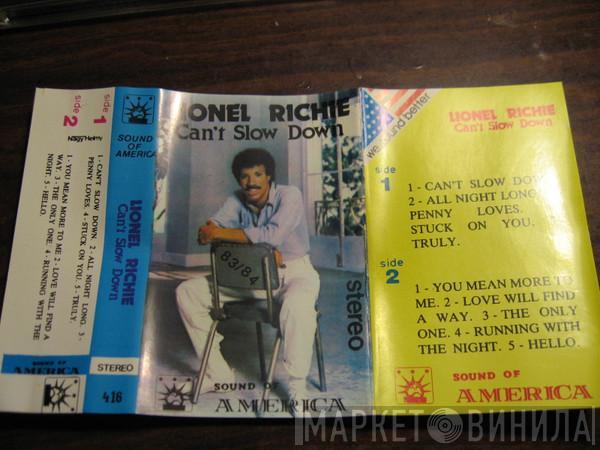 side 1
side 2
Nagy Helmy
1 - CAN'T SLOW DOWN. 2 - ALL NIGHT LONG. 3 -
PENNY LOVES. 4 - STUCK ON YOU. 5 - TRULY.
1 - YOU MEAN MORE TO ME 2 - LOVE WILL FIND A
WAY. 3 - THE ONLY ONE. 4 - RUNNING WITH THE
NIGHT. 5 - HELLO.
SOUND OF
AMERICA
SOUND
OF
AMERICA
LIONEL RICHIE
Can't Slow Down
STEREO
416
LIONEL RICHIE
Can't Slow Down
83/84
stereo
SOUND OF
AMERICA
we sound better
LIONEL RICHIE
Can't Slow Down
side
1
1 - CAN'T SLOW DOW
2 - ALL NIGHT LONG
PENNY LOVES.
STUCK ON YOU.
TRULY.
side
2
1 - YOU MEAN MORE TO
ME. 2 - LOVE WILL FIND
A WAY. 3 - THE ONLY
ONE. 4 - RUNNING WITH
THE NIGHT. 5 - HELLO.
SOUND OF
AMERICA
МАРКЕТ ВИНИЛА